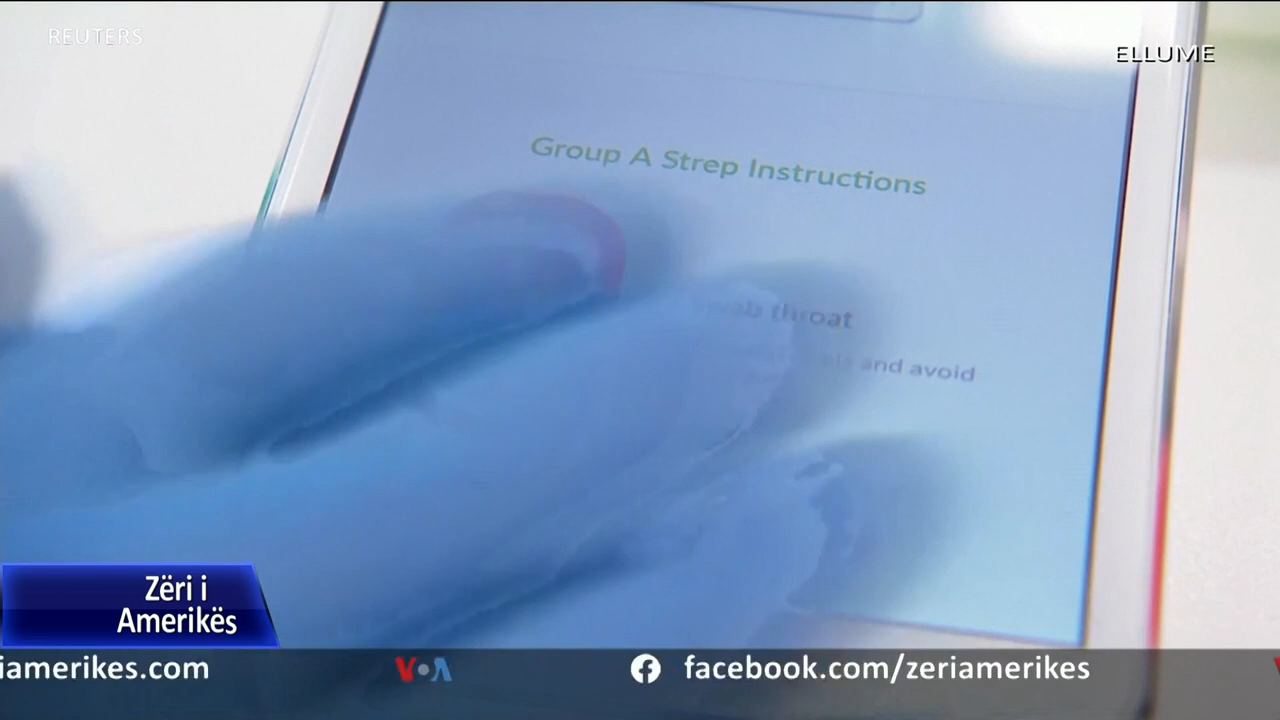 REUTERS
ELLUME
Group A Strep Instructions
throat
and avoid
Zëri i
Amerikës
iamerikes.com
VOA
facebook.com/zeriamerikes